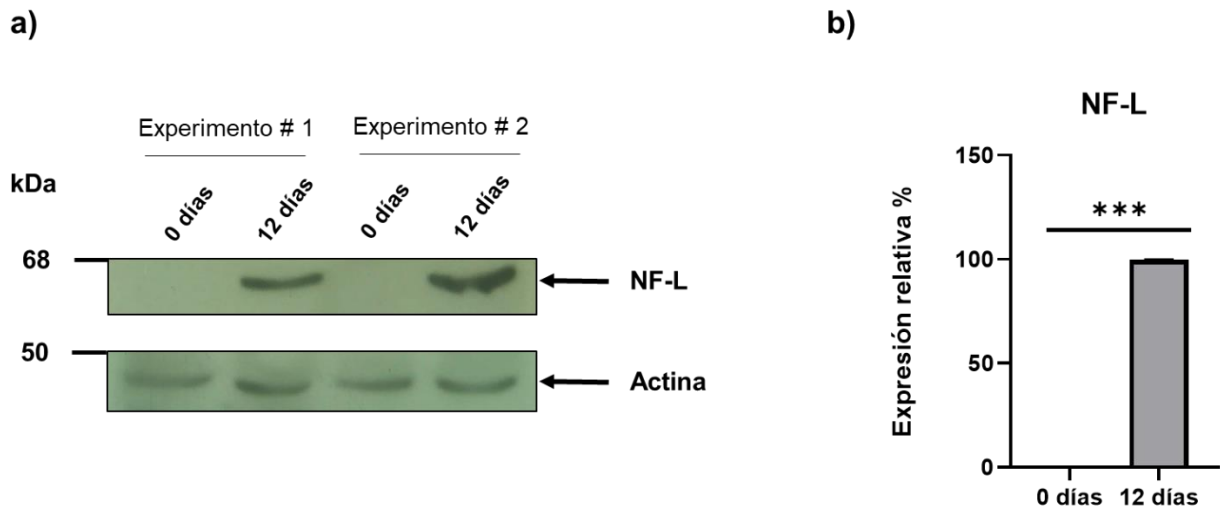 a)
Experimento # 1
Experimento # 2
kDa
0 días
12 días
0 días
12 días
68
NF-L
50
Actina
b)
NF-L
Expresión relativa %
150
***
100
50
0
0 días
12 días